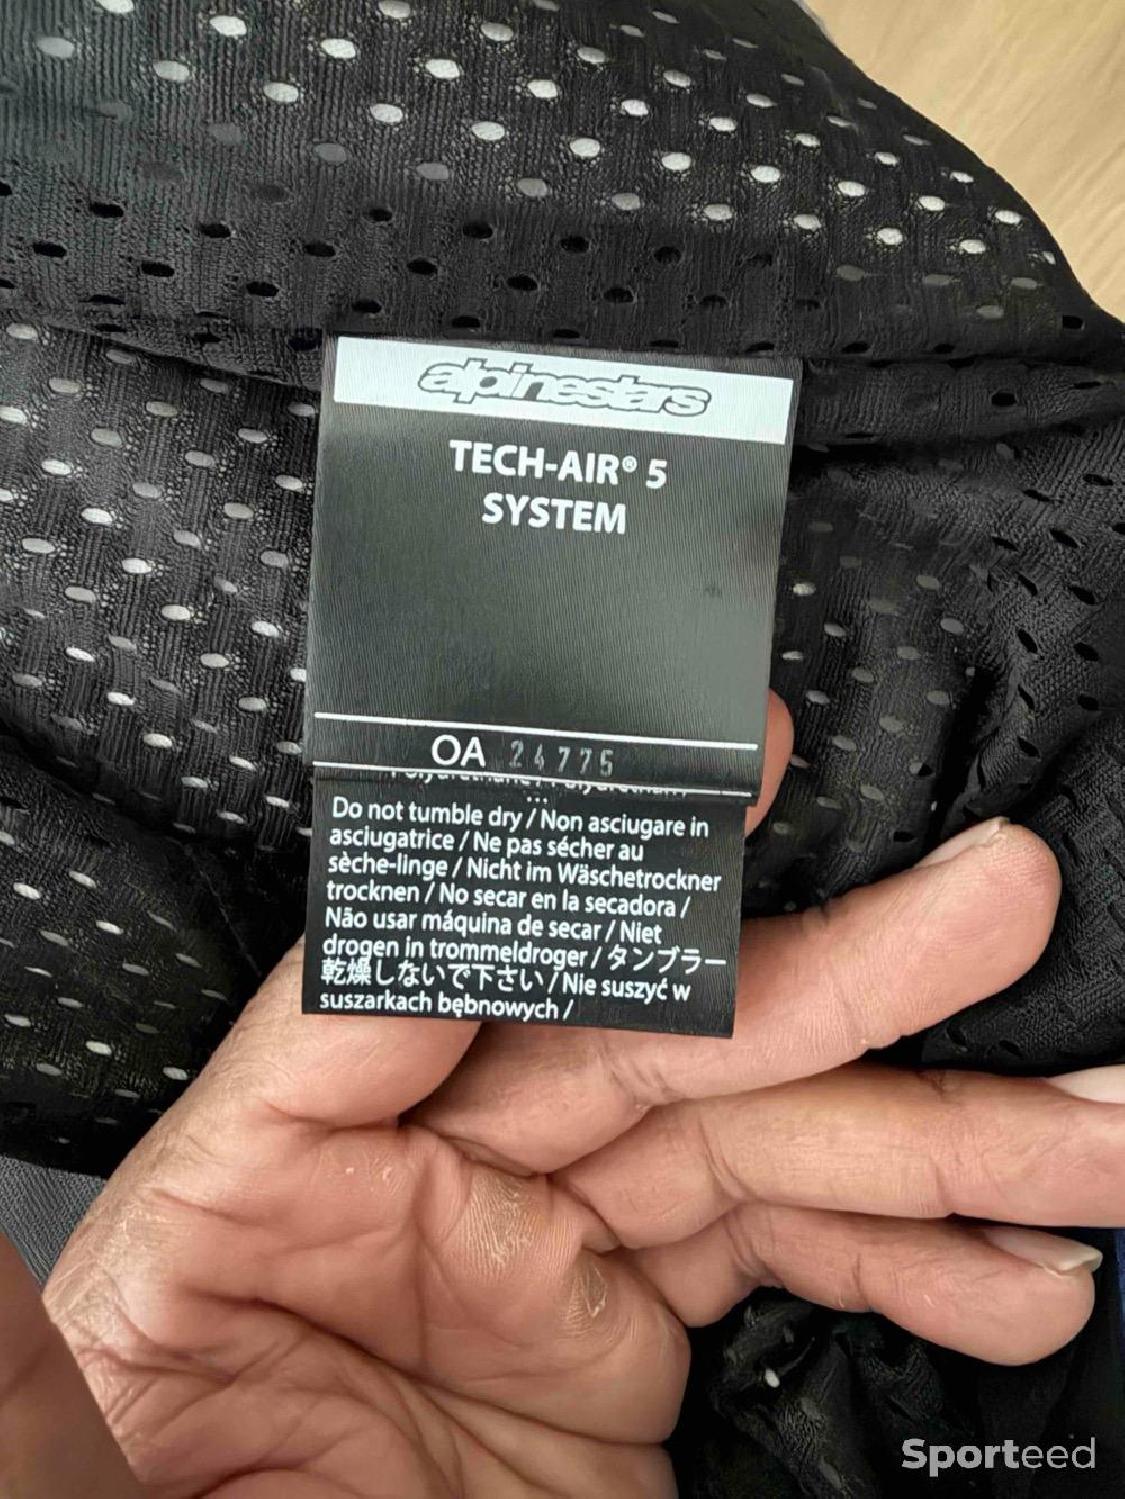 alpinestars
TECH-AIR® 5
SYSTEM
OA 24775
Do not tumble dry / Non asciugare in
asciugatrice / Ne pas sécher au
sèche-linge / Nicht im Wäschetrockner
trocknen / No secar en la secadora /
Não usar máquina de secar / Niet
drogen in trommeldroger / タンブラー
乾燥しないで下さい / Nie suszyć w
suszarkach bębnowych /
Sporteed